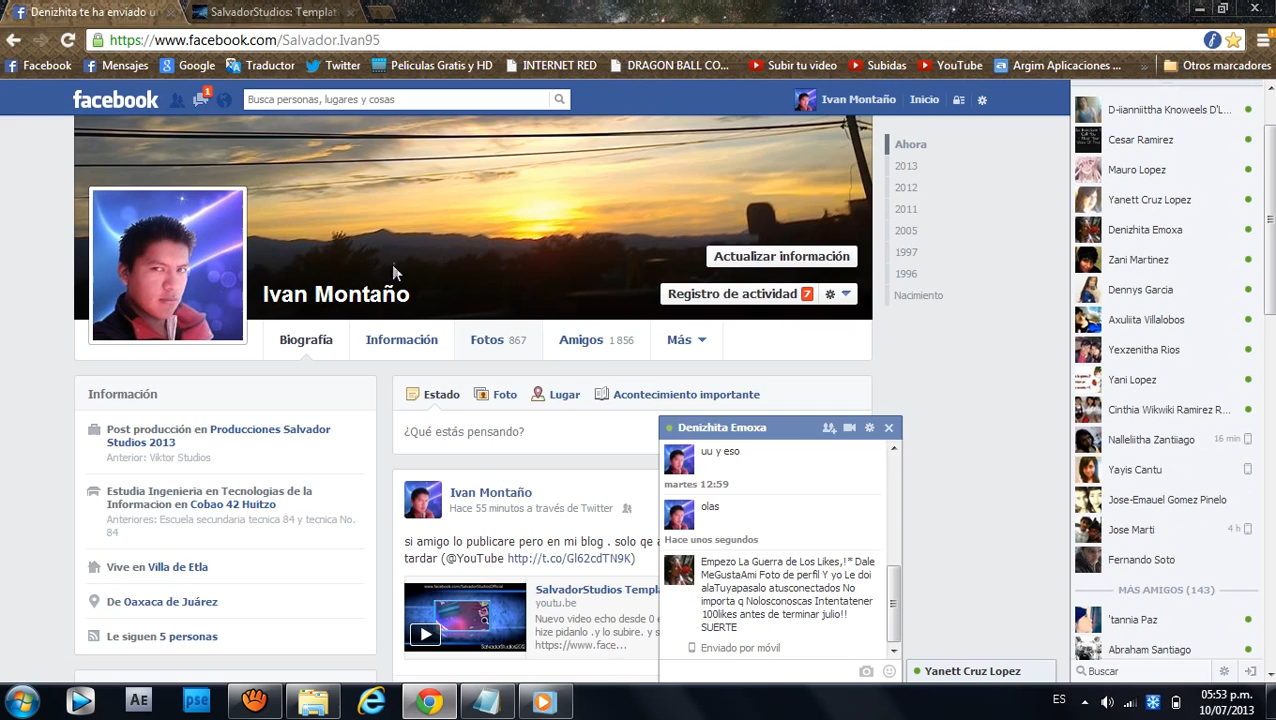 Denizhita te ha enviado u
SalvadorStudios: Templat
https://www.facebook.com/Salvador.Ivan95
Facebook
Mensajes
Google
Traductor
Twitter
Peliculas Gratis y HD
INTERNET RED
DRAGON BALL CO...
Subir tu video
Subidas
YouTube
Argim Aplicaciones ...
Otros marcadores
facebook
1
Busca personas, lugares y cosas
Ivan Montaño
Inicio
Ahora
2013
2012
2011
2005
1997
1996
Nacimiento
Actualizar información
Ivan Montaño
Registro de actividad 7
Biografía
Información
Fotos 867
Amigos 1 856
Más
Información
Post producción en Producciones Salvador
Studios 2013
Anterior: Viktor Studios
Estudia Ingenieria en Tecnologias de la
Informacion en Cobao 42 Huitzo
Anteriores: Escuela secundaria tecnica 84 y tecnica No.
84
Vive en Villa de Etla
De Oaxaca de Juárez
Le siguen 5 personas
Estado
Foto
Lugar
Acontecimiento importante
¿Qué estás pensando?
Ivan Montaño
Hace 55 minutos a través de Twitter
si amigo lo publicare pero en mi blog . solo qe a
tardar (@YouTube http://t.co/Gl62cdTN9K)
SalvadorStudios Templa
youtu.be
Nuevo video echo desde 0
hize pidanlo .y lo subire. y s
https://www.face...
Denizhita Emoxa
uu y eso
martes 12:59
olas
Hace unos segundos
Empezo La Guerra de Los Likes,!* Dale
MeGustaAmi Foto de perfil Y yo Le doi
alaTuyapasalo atusconectados No
importa q Nolosconoscas Intentatener
100likes antes de terminar julio!!
SUERTE
Enviado por móvil
Yanett Cruz Lopez
D-ianniittha Knoweels D'L...
Cesar Ramirez
Mauro Lopez
Yanett Cruz Lopez
Denizhita Emoxa
Zani Martinez
Dennys Garcia
Axuliita Villalobos
Yexzenitha Rios
Yani Lopez
Cinthia Wikwiki Ramirez R...
Nalleliitha Zantiiago
16 min
Yayis Cantu
Jose-Emauel Gomez Pinelo
Jose Marti
4 h
Fernando Soto
MÁS AMIGOS (143)
'tannia Paz
Abraham Santiago
Buscar
AE
pse
ES
05:53 p.m.
10/07/2013